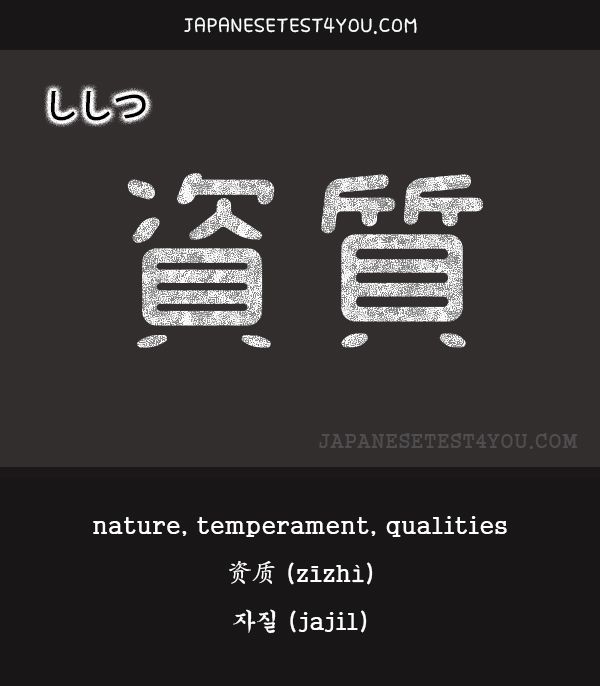 JAPANESETEST4YOU.COM
ししつ
資質
JAPANESETEST4YOU.COM
nature, temperament, qualities
资质 (zīzhì)
자질 (jajil)